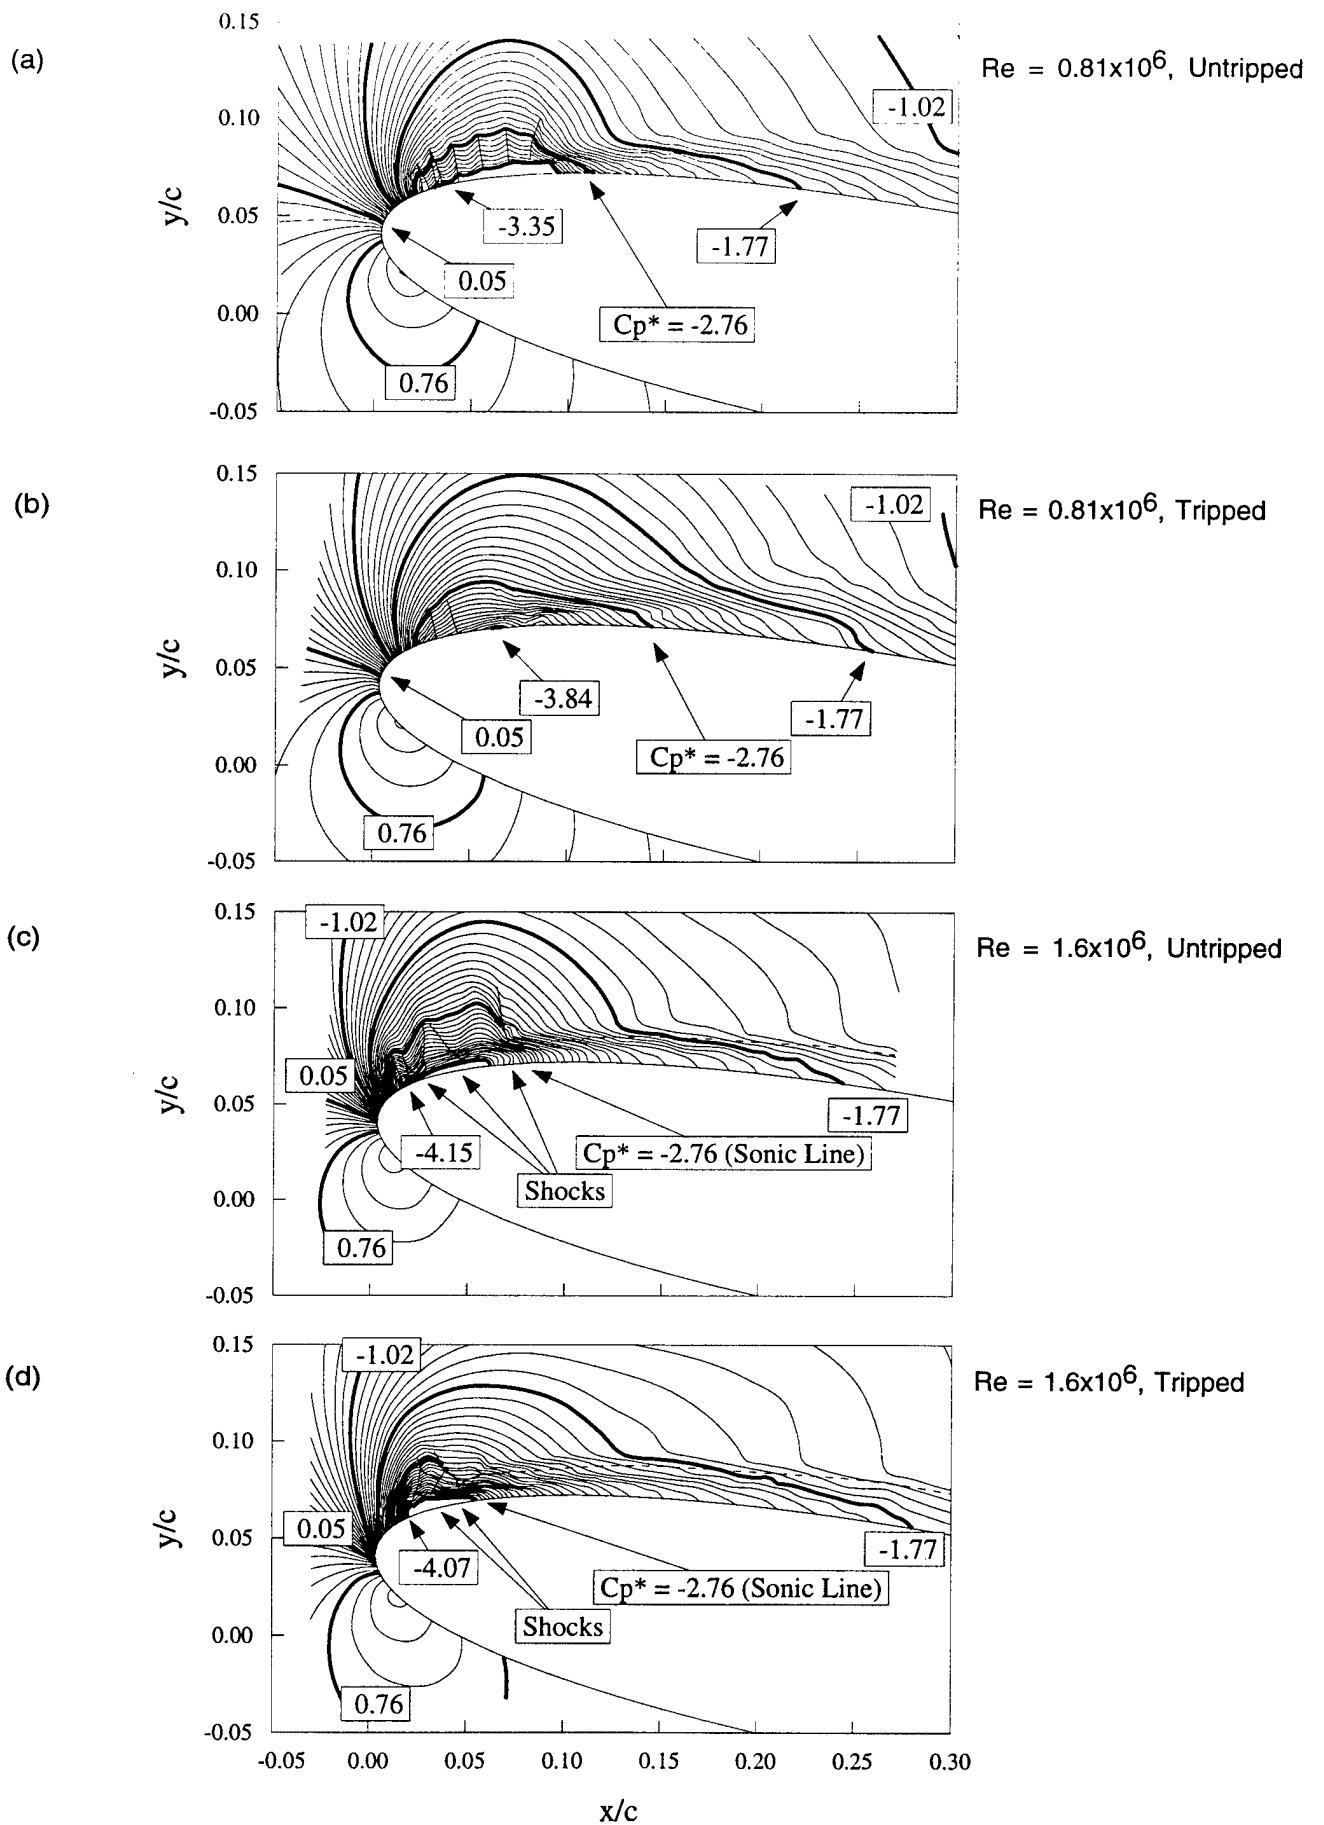 (a)
Re = 0.81x10^6, Untripped
0.15
0.10
0.05
0.00
-0.05
y/c
-1.02
-3.35
-1.77
0.05
Cp* = -2.76
0.76
(b)
Re = 0.81x10^6, Tripped
0.15
0.10
0.05
0.00
-0.05
y/c
-1.02
-3.84
-1.77
0.05
Cp* = -2.76
0.76
(c)
Re = 1.6x10^6, Untripped
0.15
0.10
0.05
0.00
-0.05
y/c
-1.02
0.05
-1.77
-4.15
Cp* = -2.76 (Sonic Line)
Shocks
0.76
(d)
Re = 1.6x10^6, Tripped
0.15
0.10
0.05
0.00
-0.05
y/c
-1.02
0.05
-1.77
-4.07
Cp* = -2.76 (Sonic Line)
Shocks
0.76
-0.05 0.00 0.05 0.10 0.15 0.20 0.25 0.30
x/c